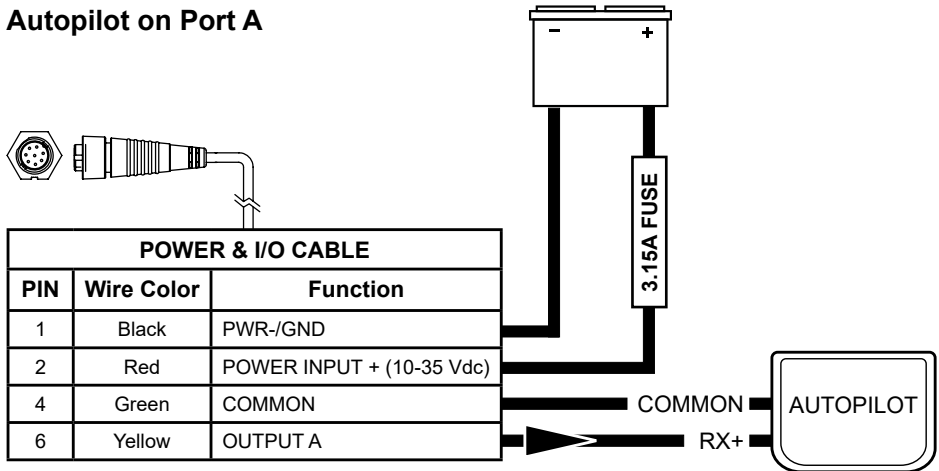 Autopilot on Port A
- +
3.15A FUSE
POWER & I/O CABLE
PIN Wire Color Function
1 Black PWR-/GND
2 Red POWER INPUT + (10-35 Vdc)
4 Green COMMON
6 Yellow OUTPUT A
COMMON
RX+
AUTOPILOT